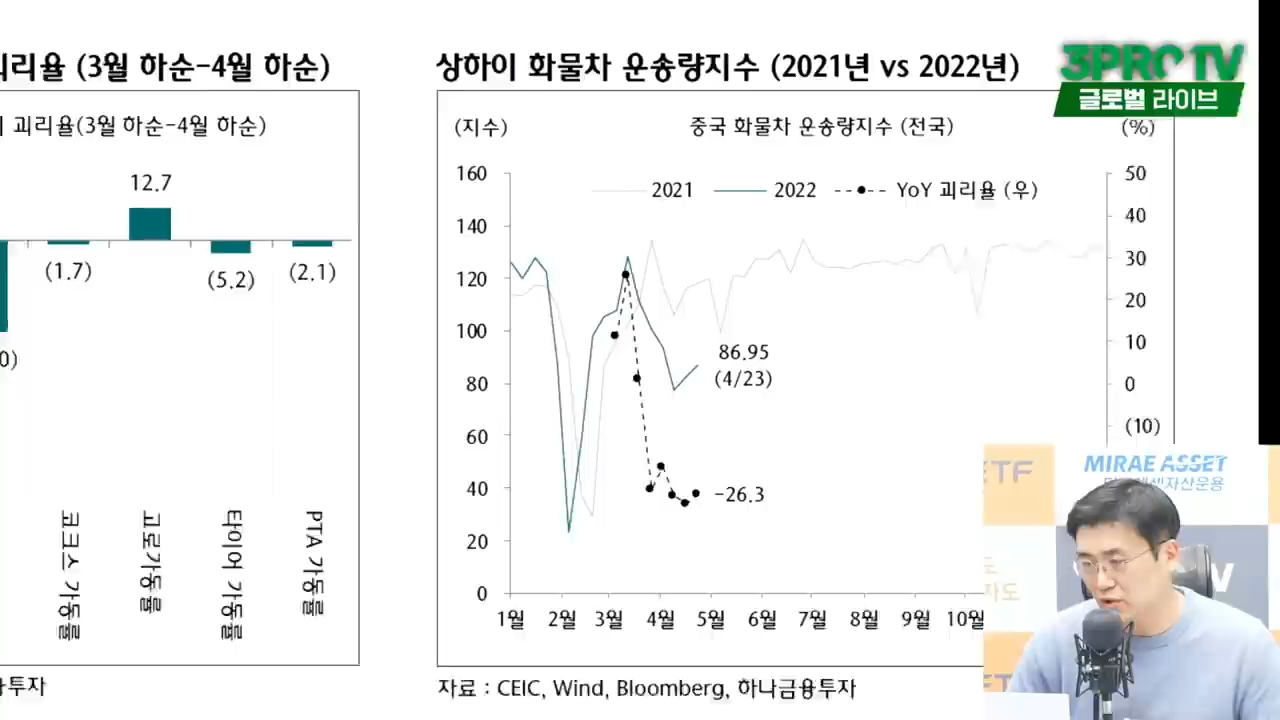 리율 (3월 하순-4월 하순)
괴리율(3월 하순-4월 하순)
12.7
(1.7)
(5.2)
(2.1)
0)
코크스 가동률
고로가동률
타이어 가동률
PTA 가동률
투자
상하이 화물차 운송량지수 (2021년 vs 2022년)
(지수)
중국 화물차 운송량지수 (전국)
(%)
2021
2022
YoY 괴리율 (우)
160
140
120
100
80
60
40
20
0
50
40
30
20
10
0
(10)
86.95
(4/23)
-26.3
1월 2월 3월 4월 5월 6월 7월 8월 9월 10월
자료 : CEIC, Wind, Bloomberg, 하나금융투자
3PROTV
글로벌 라이브
ETF
MIRAE ASSET
자산운용